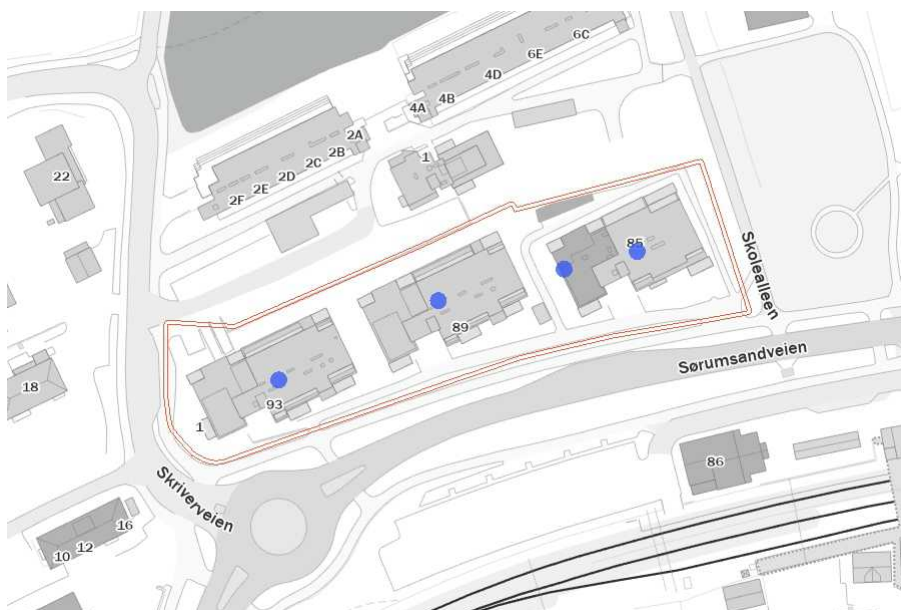 6C
6E
4D
4B
4A
2A
2B
2C
2D
2E
2F
1
22
85
Skolealleen
89
93
1
Sørumsandveien
18
86
Skriverveien
16
12
10